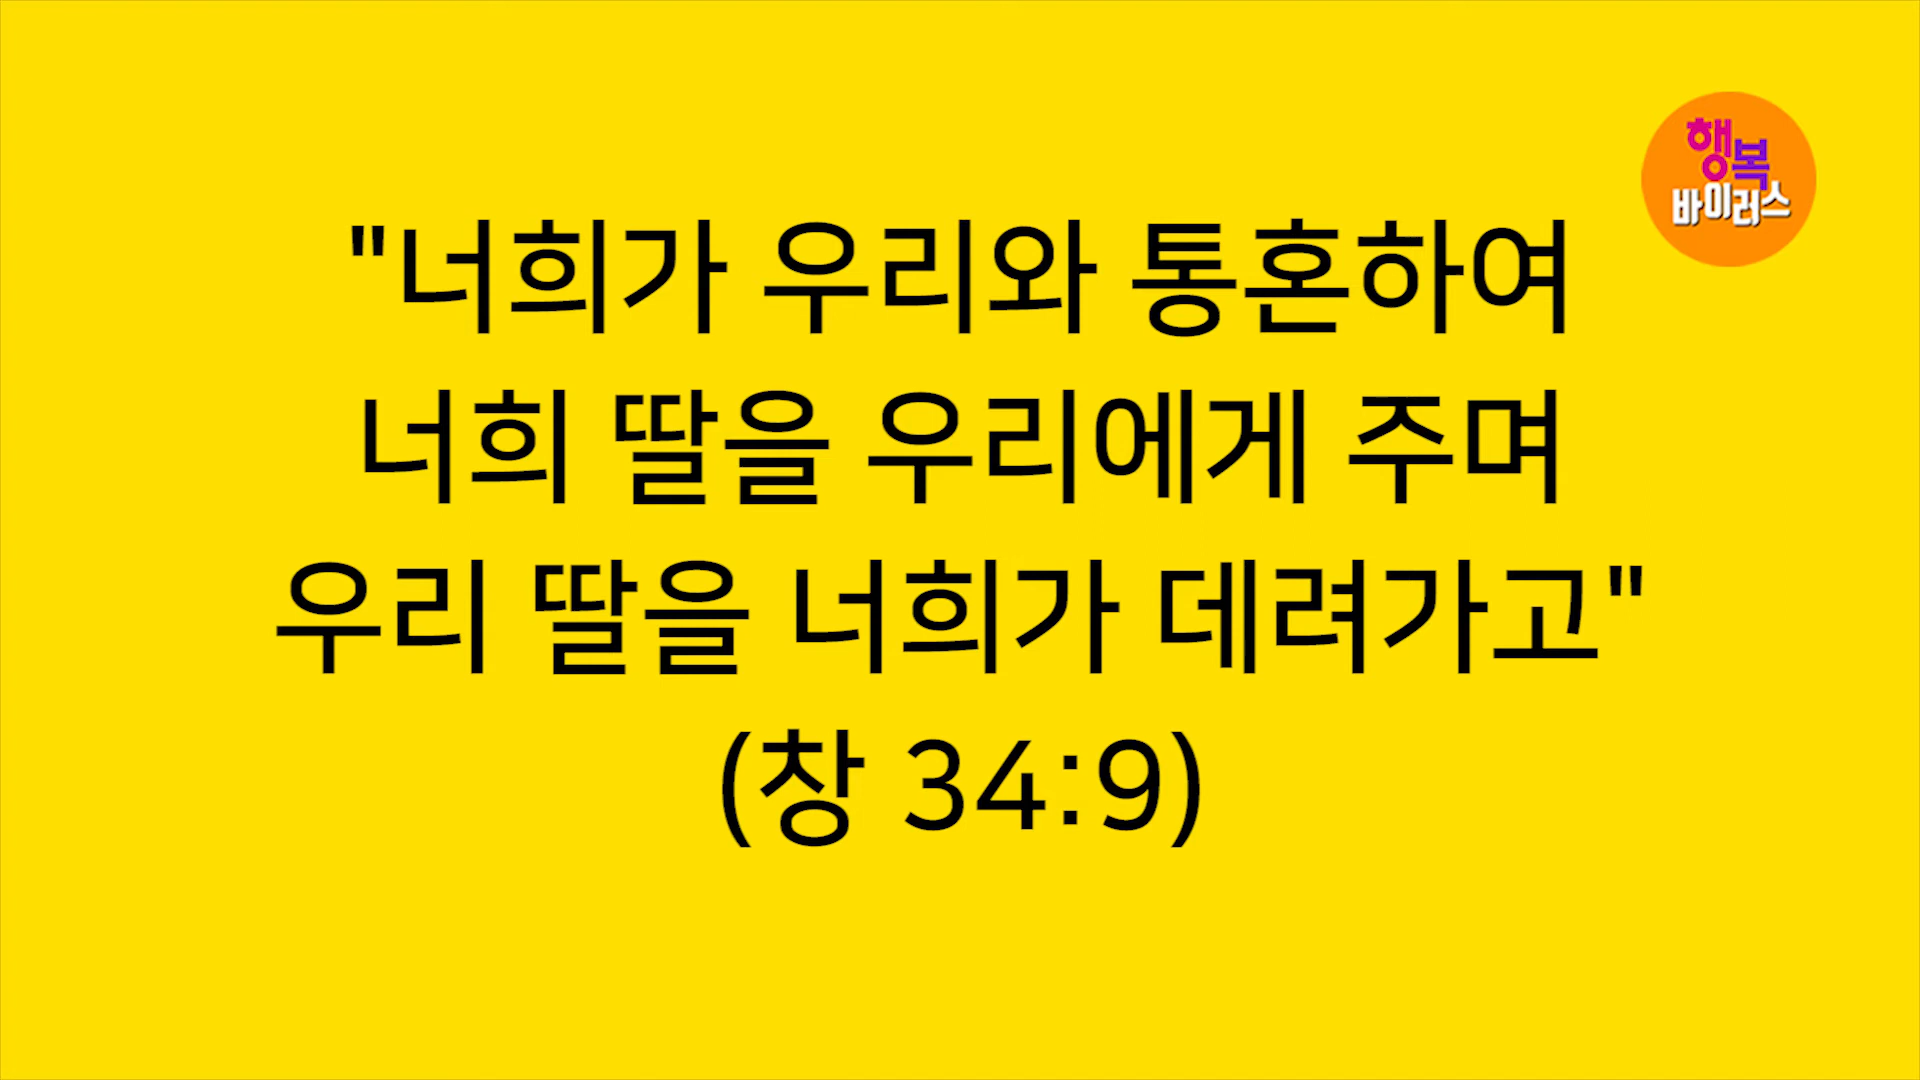 행복
바이러스
"너희가 우리와 통혼하여
너희 딸을 우리에게 주며
우리 딸을 너희가 데려가고"
(창 34:9)